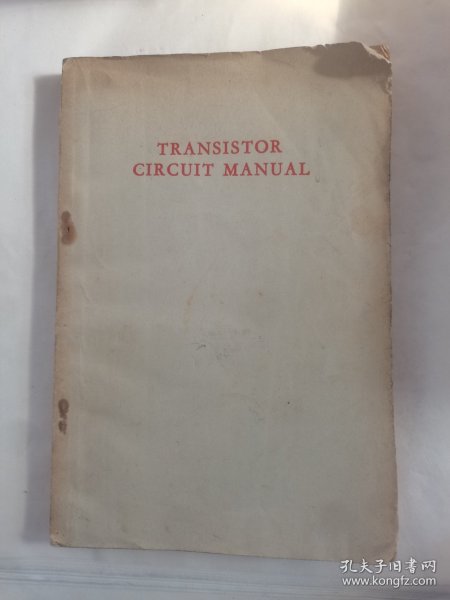 TRANSISTOR
CIRCUIT MANUAL
孔夫子旧书网
www.kongfz.com